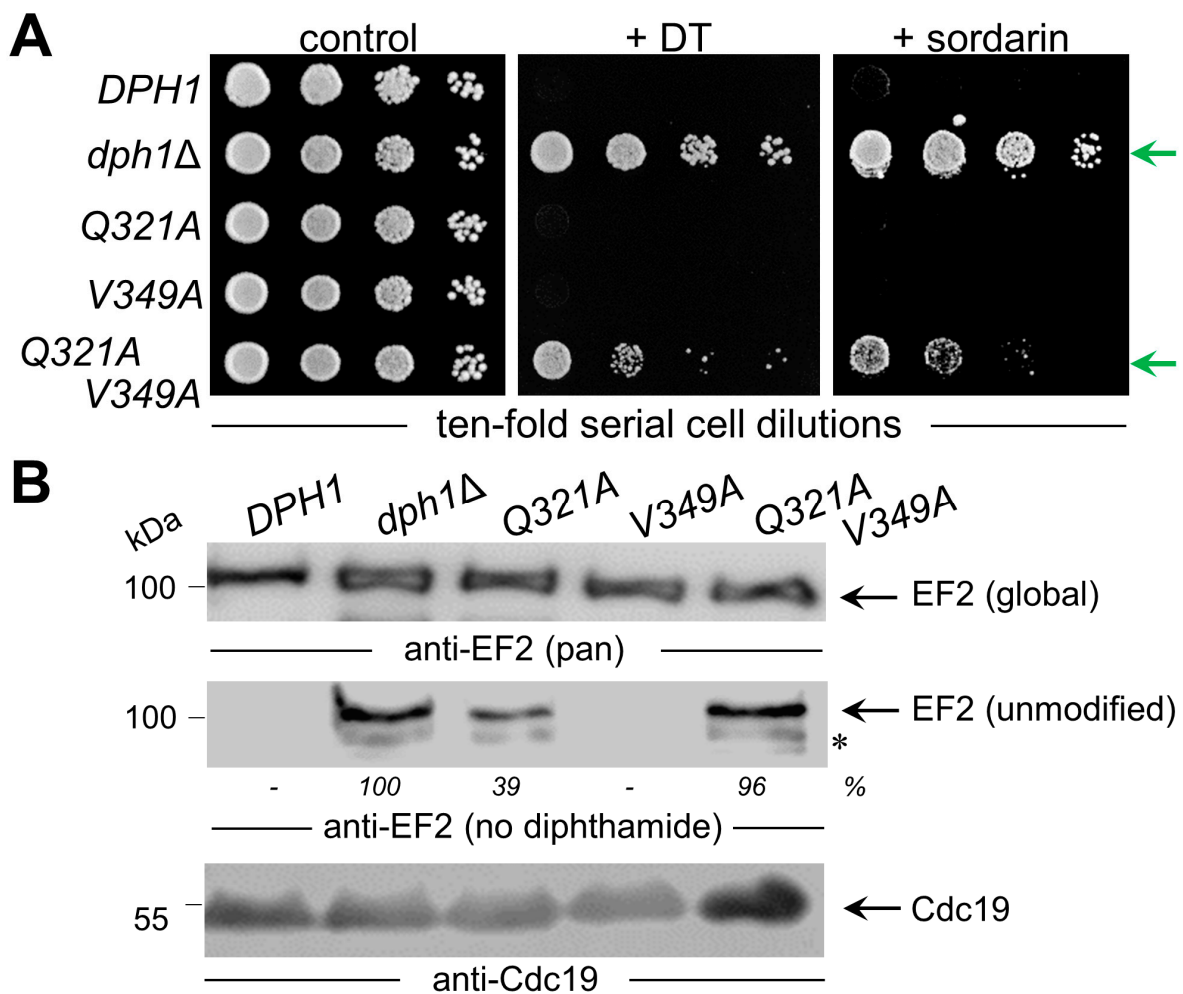 A
control + DT + sordarin
DPH1
dph1Δ
Q321A
V349A
Q321A
V349A
ten-fold serial cell dilutions
B
kDa DPH1 dph1Δ Q321A V349A Q321A V349A
100 EF2 (global)
anti-EF2 (pan)
100 EF2 (unmodified)
*
- 100 39 - 96 %
anti-EF2 (no diphthamide)
55 Cdc19
anti-Cdc19